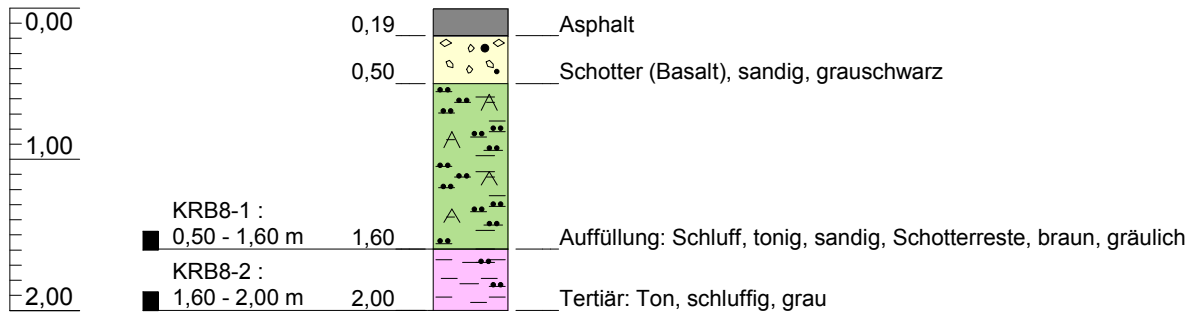 0,00
0,19 Asphalt
0,50 Schotter (Basalt), sandig, grauschwarz
1,00
KRB8-1 :
0,50 - 1,60 m 1,60 Auffüllung: Schluff, tonig, sandig, Schotterreste, braun, gräulich
KRB8-2 :
2,00 1,60 - 2,00 m 2,00 Tertiär: Ton, schluffig, grau